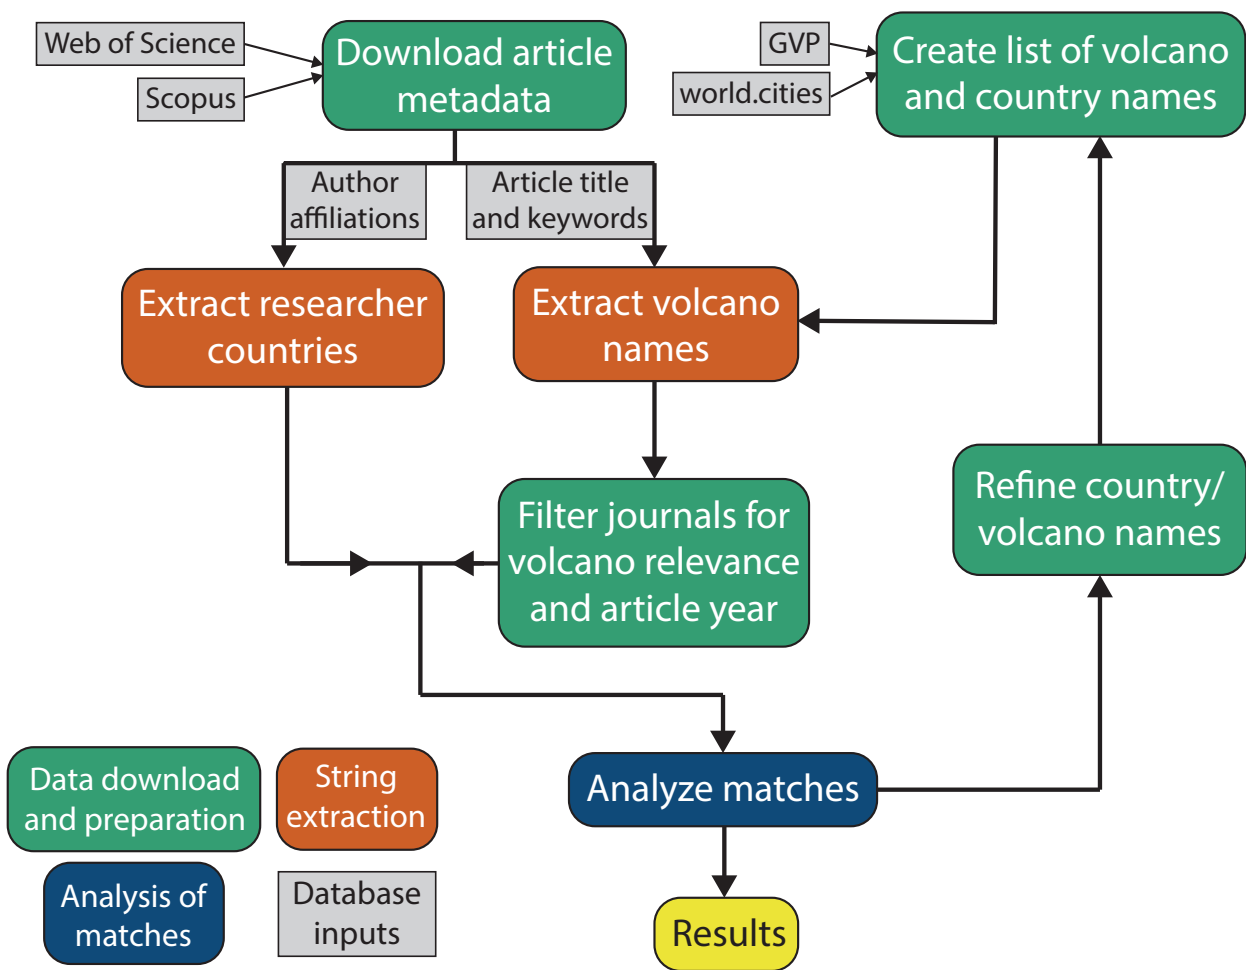 Web of Science
Scopus
Download article
metadata
GVP
world.cities
Create list of volcano
and country names
Author
affiliations
Article title
and keywords
Extract researcher
countries
Extract volcano
names
Filter journals for
volcano relevance
and article year
Refine country/
volcano names
Analyze matches
Results
Data download
and preparation
String
extraction
Analysis of
matches
Database
inputs